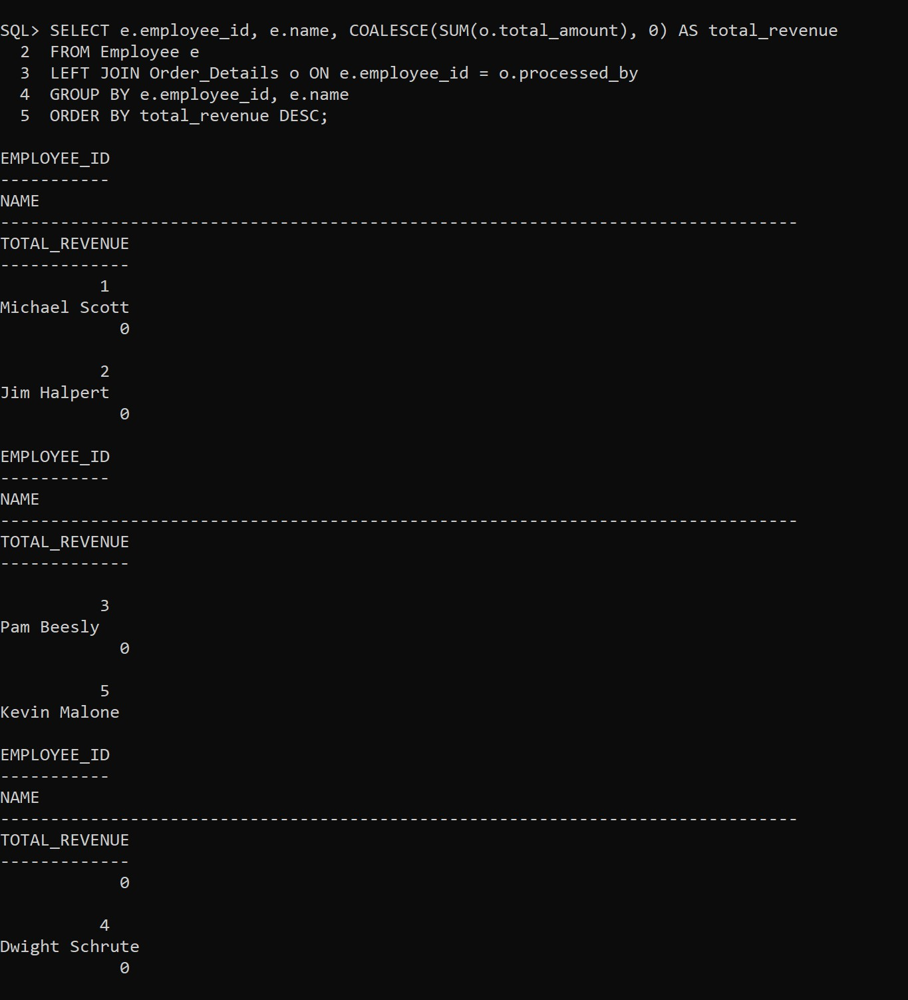 SQL> SELECT e.employee_id, e.name, COALESCE(SUM(o.total_amount), 0) AS total_revenue
  2  FROM Employee e
  3  LEFT JOIN Order_Details o ON e.employee_id = o.processed_by
  4  GROUP BY e.employee_id, e.name
  5  ORDER BY total_revenue DESC;

EMPLOYEE_ID
-----------
NAME
--------------------------------------------------------------------------------
TOTAL_REVENUE
-------------
          1
Michael Scott
            0

          2
Jim Halpert
            0

EMPLOYEE_ID
-----------
NAME
--------------------------------------------------------------------------------
TOTAL_REVENUE
-------------

          3
Pam Beesly
            0

          5
Kevin Malone

EMPLOYEE_ID
-----------
NAME
--------------------------------------------------------------------------------
TOTAL_REVENUE
-------------
            0

          4
Dwight Schrute
            0